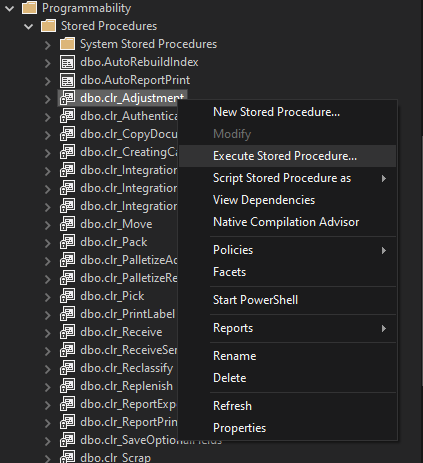 Programmability
Stored Procedures
System Stored Procedures
dbo.AutoRebuildIndex
dbo.AutoReportPrint
dbo.clr_Adjustment
dbo.clr_Authentica
dbo.clr_CopyDocu
dbo.clr_CreatingCa
dbo.clr_Integration
dbo.clr_Integration
dbo.clr_Integration
dbo.clr_Move
dbo.clr_Pack
dbo.clr_PalletizeAd
dbo.clr_PalletizeRe
dbo.clr_Pick
dbo.clr_PrintLabel
dbo.clr_Receive
dbo.clr_ReceiveSer
dbo.clr_Reclassify
dbo.clr_Replenish
dbo.clr_ReportExpo
dbo.clr_ReportPrin
dbo.clr_SaveOptionalFields
dbo.clr_Scrap
New Stored Procedure...
Modify
Execute Stored Procedure...
Script Stored Procedure as
View Dependencies
Native Compilation Advisor
Policies
Facets
Start PowerShell
Reports
Rename
Delete
Refresh
Properties